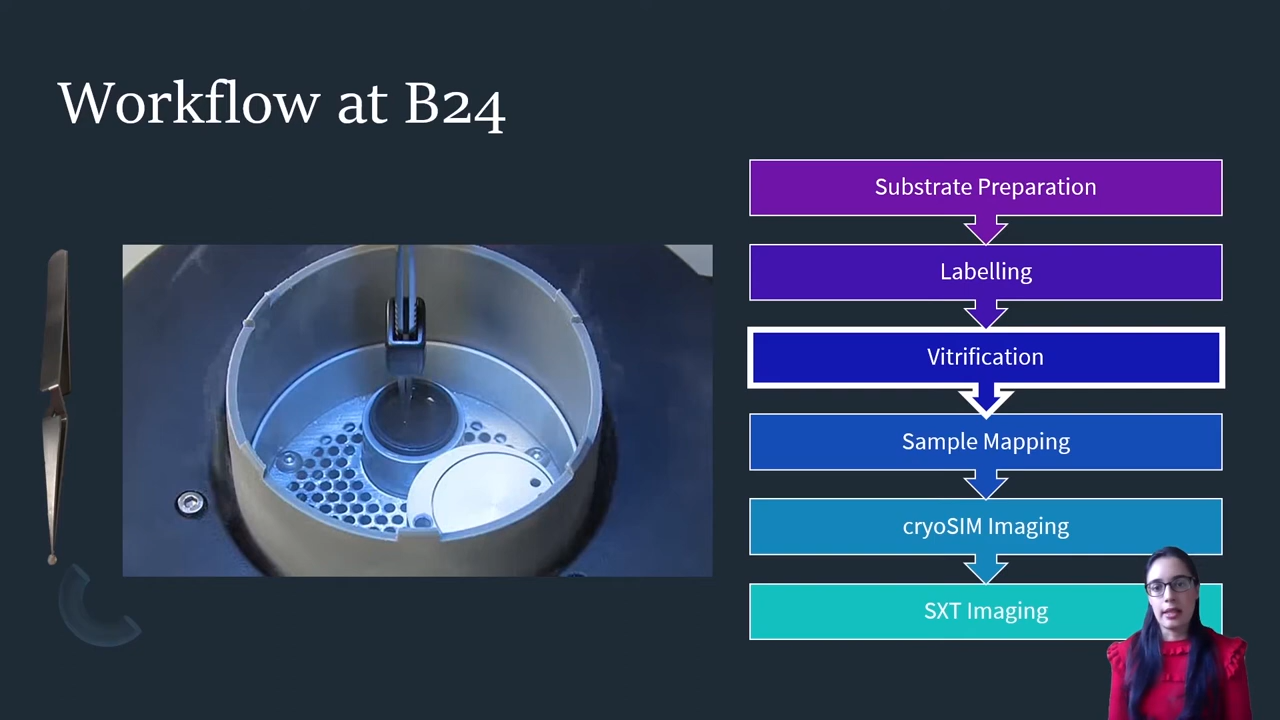 Workflow at B24
Substrate Preparation
Labelling
Vitrification
Sample Mapping
cryoSIM Imaging
SXT Imaging